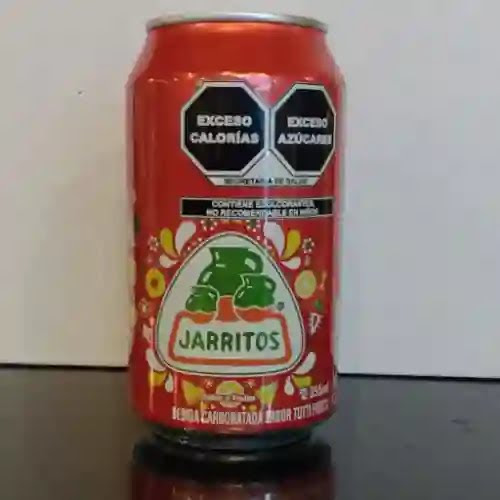 EXCESO
CALORÍAS
EXCESO
AZÚCARES
SECRETARÍA DE SALUD
CONTIENE EDULCORANTES,
NO RECOMENDABLE EN NIÑOS
JARRITOS
355ml
BEBIDA CARBONATADA SABOR TUTTI FRUTTI